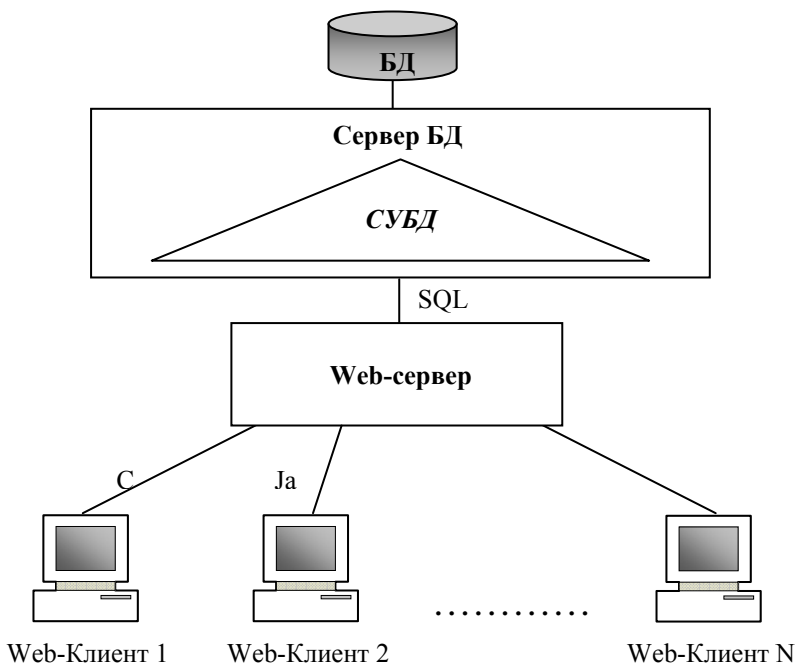 БД
Сервер БД
СУБД
SQL
Web-сервер
C
Ja
Web-Клиент 1
Web-Клиент 2
............
Web-Клиент N